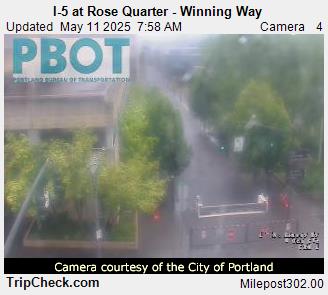 I-5 at Rose Quarter - Winning Way
Updated May 11 2025 7:58 AM Camera 4
PBOT
PORTLAND BUREAU OF TRANSPORTATION
Camera courtesy of the City of Portland
TripCheck.com Milepost302.00